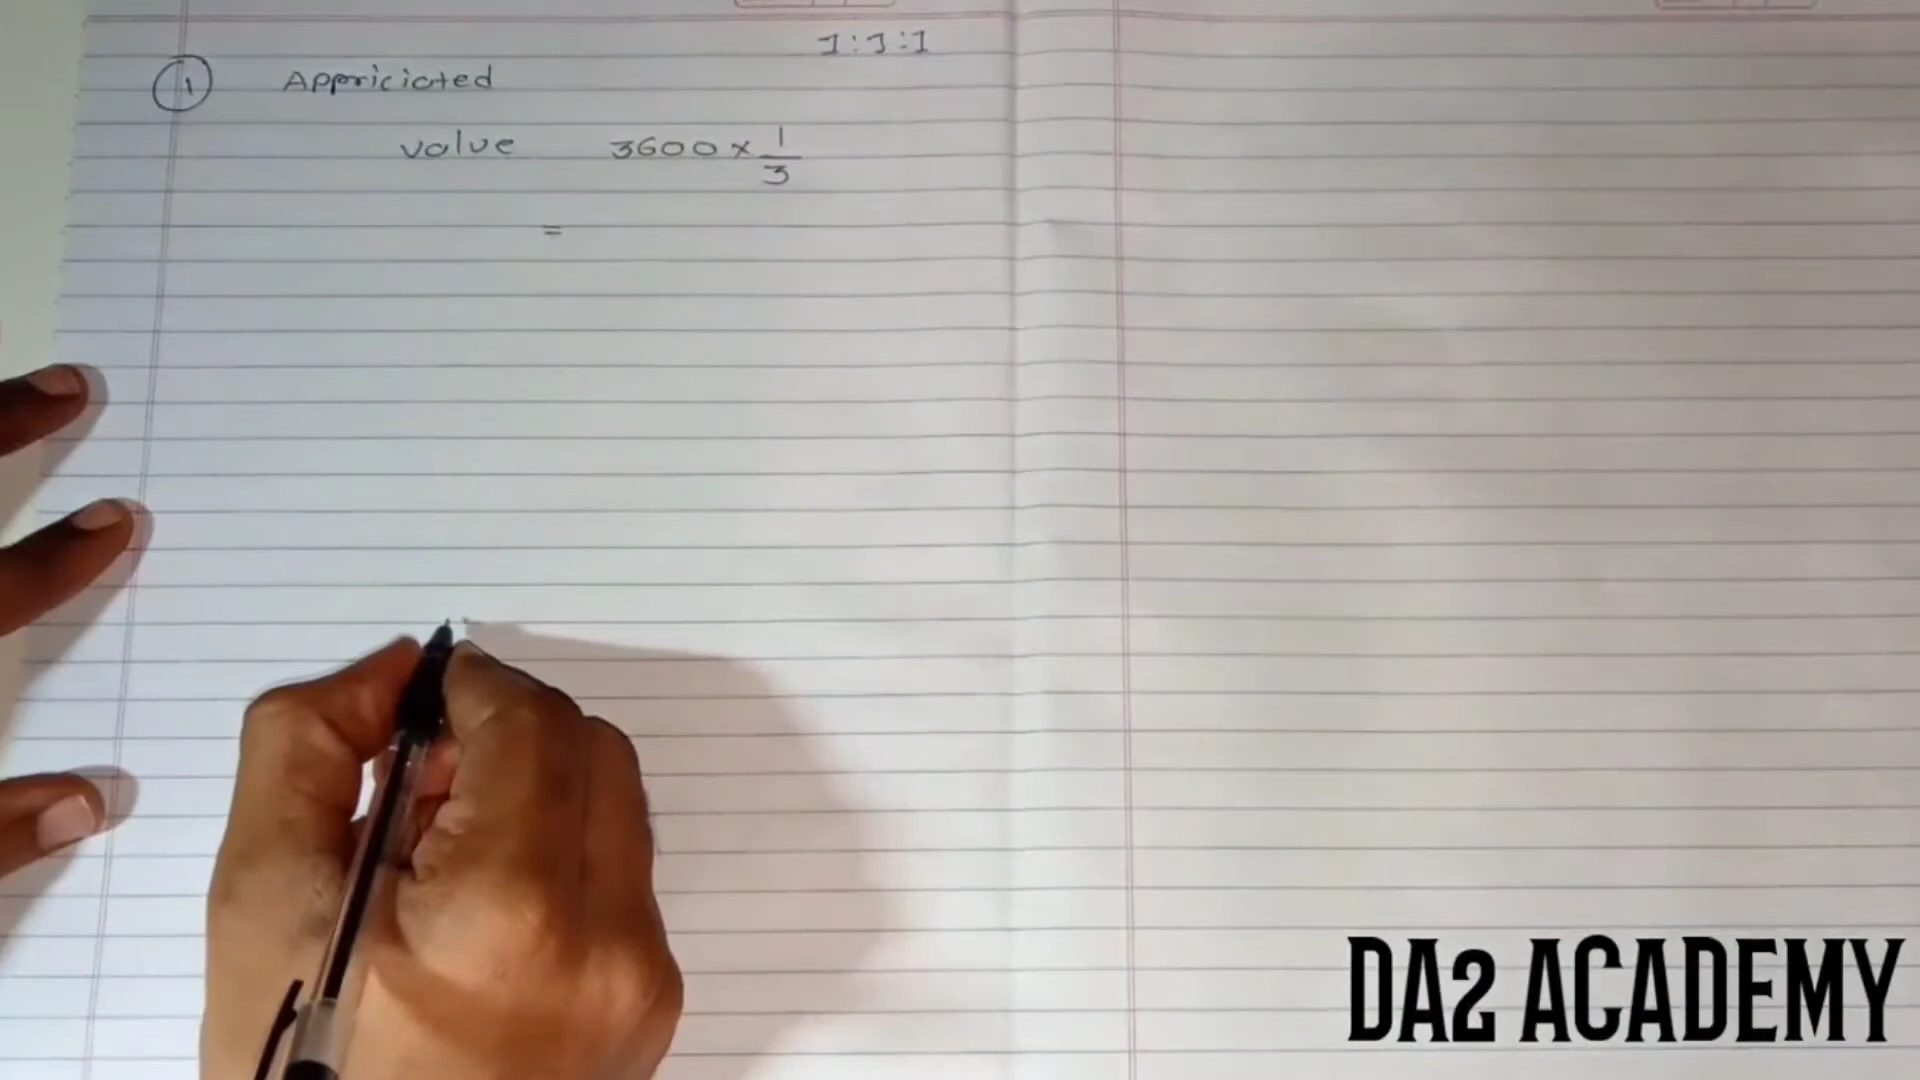 1:1:1
1 Appriciated
value 3600 × 1/3
=
DA2 ACADEMY